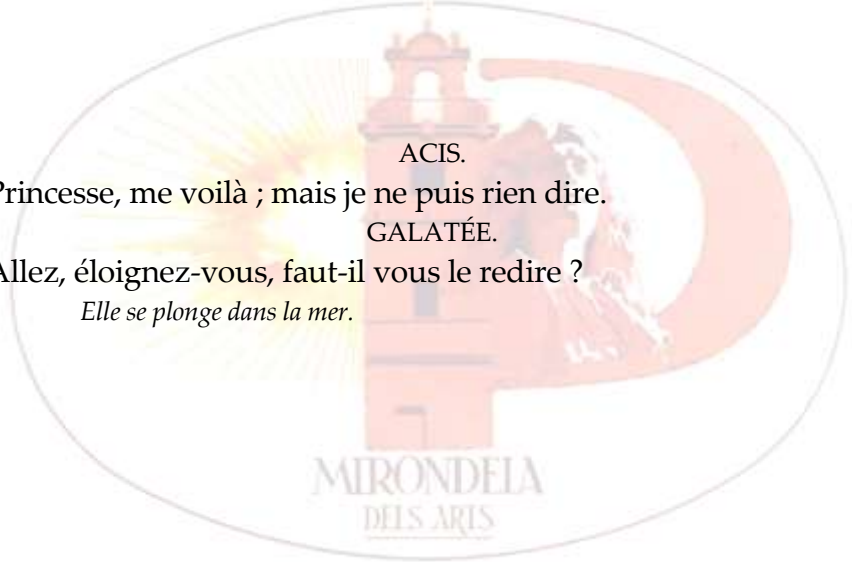 ACIS.
Princesse, me voilà ; mais je ne puis rien dire.
GALATÉE.
Allez, éloignez-vous, faut-il vous le redire ?
Elle se plonge dans la mer.
MIRONDELA
DELS ARTS